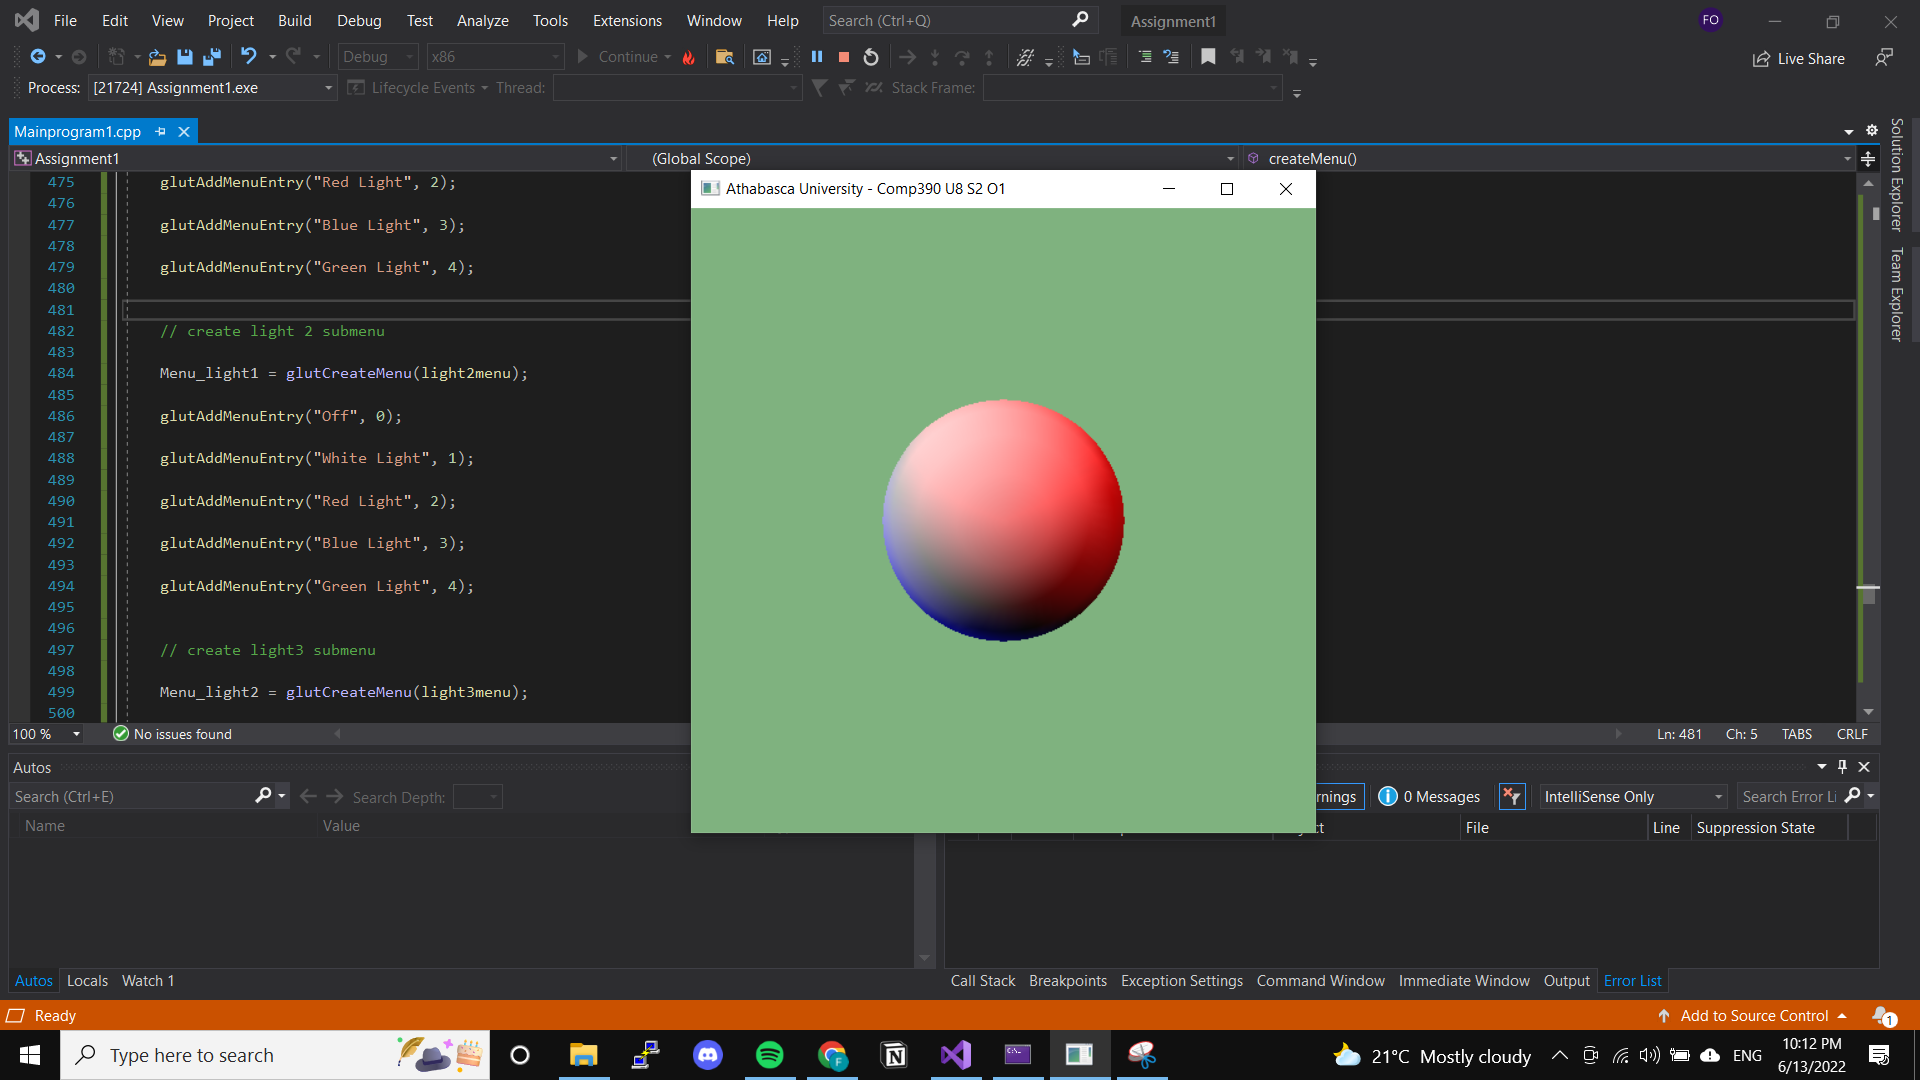 File Edit View Project Build Debug Test Analyze Tools Extensions Window Help Search (Ctrl+Q) Assignment1 FO
Debug x86 Continue Live Share
Process: [21724] Assignment1.exe Lifecycle Events Thread: Stack Frame:
Mainprogram1.cpp
Assignment1 (Global Scope) createMenu()
Solution Explorer
Team Explorer
Athabasca University - Comp390 U8 S2 O1
475 glutAddMenuEntry("Red Light", 2);
476
477 glutAddMenuEntry("Blue Light", 3);
478
479 glutAddMenuEntry("Green Light", 4);
480
481
482 // create light 2 submenu
483
484 Menu_light1 = glutCreateMenu(light2menu);
485
486 glutAddMenuEntry("Off", 0);
487
488 glutAddMenuEntry("White Light", 1);
489
490 glutAddMenuEntry("Red Light", 2);
491
492 glutAddMenuEntry("Blue Light", 3);
493
494 glutAddMenuEntry("Green Light", 4);
495
496
497 // create light3 submenu
498
499 Menu_light2 = glutCreateMenu(light3menu);
500
100 % No issues found Ln: 481 Ch: 5 TABS CRLF
Autos
Search (Ctrl+E) Search Depth:
Name Value
rnings 0 Messages IntelliSense Only Search Error Li
File Line Suppression State
Autos Locals Watch 1
Call Stack Breakpoints Exception Settings Command Window Immediate Window Output Error List
Ready Add to Source Control 1
Type here to search 21°C Mostly cloudy ENG 10:12 PM
6/13/2022